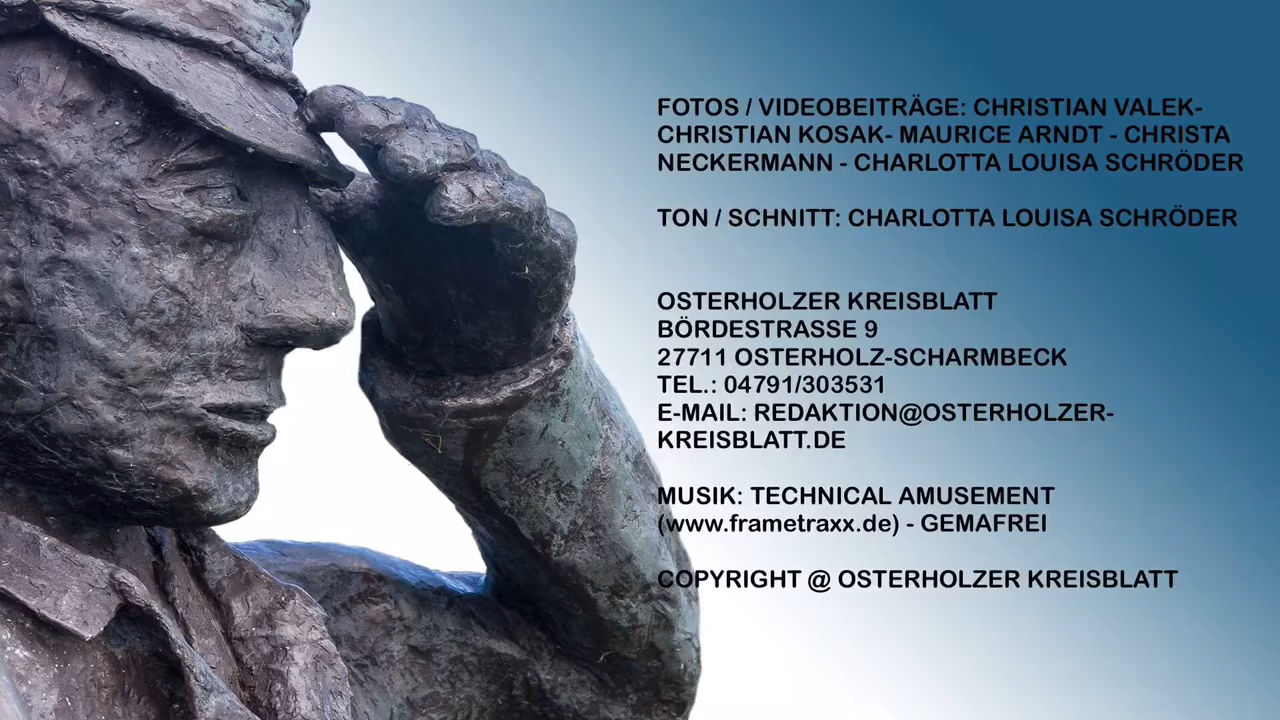 FOTOS / VIDEOBEITRÄGE: CHRISTIAN VALEK-
CHRISTIAN KOSAK- MAURICE ARNDT - CHRISTA
NECKERMANN - CHARLOTTA LOUISA SCHRÖDER
TON / SCHNITT: CHARLOTTA LOUISA SCHRÖDER
OSTERHOLZER KREISBLATT
BÖRDESTRASSE 9
27711 OSTERHOLZ-SCHARMBECK
TEL.: 04791/303531
E-MAIL: REDAKTION@OSTERHOLZER-
KREISBLATT.DE
MUSIK: TECHNICAL AMUSEMENT
(www.frametraxx.de) - GEMAFREI
COPYRIGHT @ OSTERHOLZER KREISBLATT